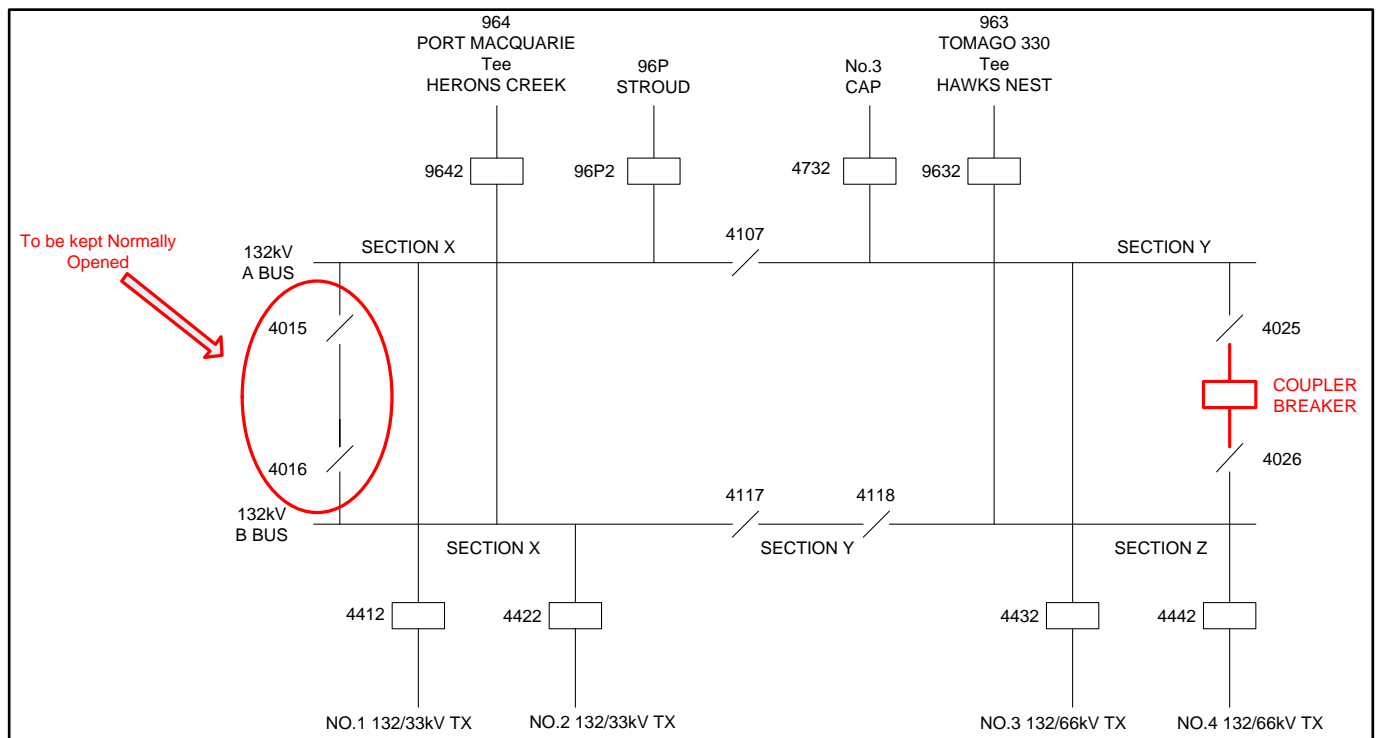 964
PORT MACQUARIE
Tee
HERONS CREEK
96P
STROUD
No.3
CAP
963
TOMAGO 330
Tee
HAWKS NEST
9642
96P2
4732
9632
To be kept Normally
Opened
132kV
A BUS
SECTION X
4107
SECTION Y
4015
4025
COUPLER
BREAKER
4016
4026
132kV
B BUS
4117
4118
SECTION X
SECTION Y
SECTION Z
4412
4422
4432
4442
NO.1 132/33kV TX
NO.2 132/33kV TX
NO.3 132/66kV TX
NO.4 132/66kV TX